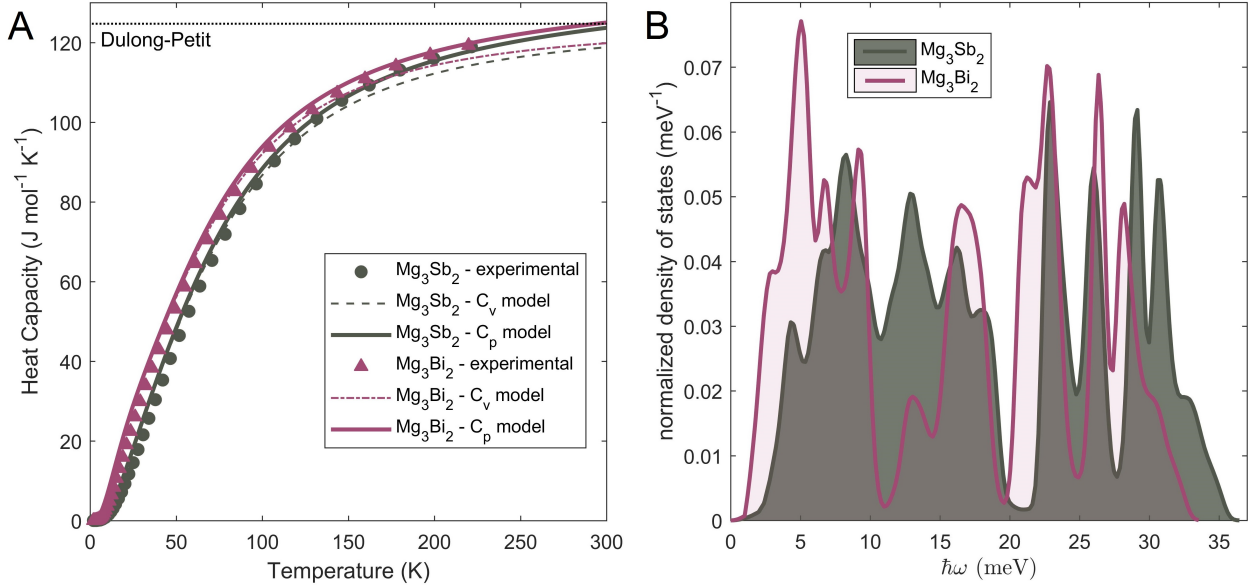 A
Heat Capacity (J mol⁻¹ K⁻¹)
120
100
80
60
40
20
0
Dulong-Petit
Mg₃Sb₂ - experimental
Mg₃Sb₂ - Cᵥ model
Mg₃Sb₂ - Cₚ model
Mg₃Bi₂ - experimental
Mg₃Bi₂ - Cᵥ model
Mg₃Bi₂ - Cₚ model
0 50 100 150 200 250 300
Temperature (K)
B
normalized density of states (meV⁻¹)
0.07
0.06
0.05
0.04
0.03
0.02
0.01
0
Mg₃Sb₂
Mg₃Bi₂
0 5 10 15 20 25 30 35
ℏω (meV)